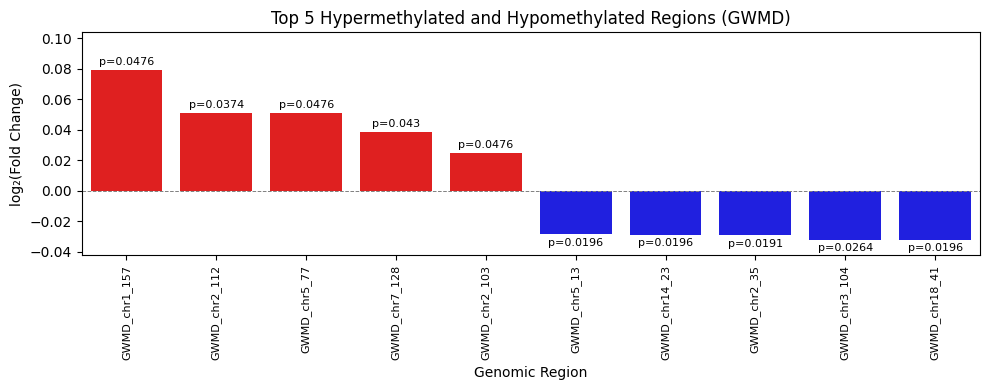 Top 5 Hypermethylated and Hypomethylated Regions (GWMD)
log₂(Fold Change)
0.10
0.08
0.06
0.04
0.02
0.00
−0.02
−0.04
p=0.0476
p=0.0374
p=0.0476
p=0.043
p=0.0476
p=0.0196
p=0.0196
p=0.0191
p=0.0264
p=0.0196
GWMD_chr1_157
GWMD_chr2_112
GWMD_chr5_77
GWMD_chr7_128
GWMD_chr2_103
GWMD_chr5_13
GWMD_chr14_23
GWMD_chr2_35
GWMD_chr3_104
GWMD_chr18_41
Genomic Region